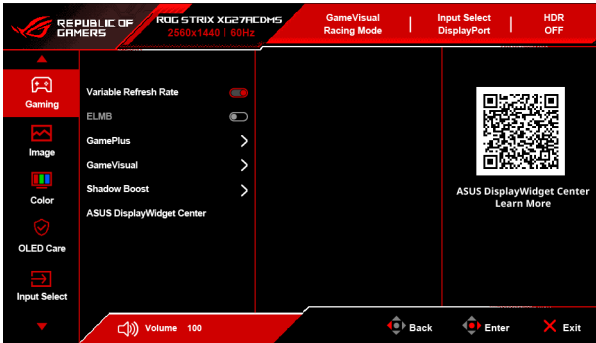 REPUBLIC OF
GAMERS
ROG STRIX XG27ACDMS
2560x1440 | 60Hz
GameVisual
Racing Mode
Input Select
DisplayPort
HDR
OFF
Gaming
Image
Color
OLED Care
Input Select
Variable Refresh Rate
ELMB
GamePlus
GameVisual
Shadow Boost
ASUS DisplayWidget Center
ASUS DisplayWidget Center
Learn More
Volume 100
Back
Enter
Exit